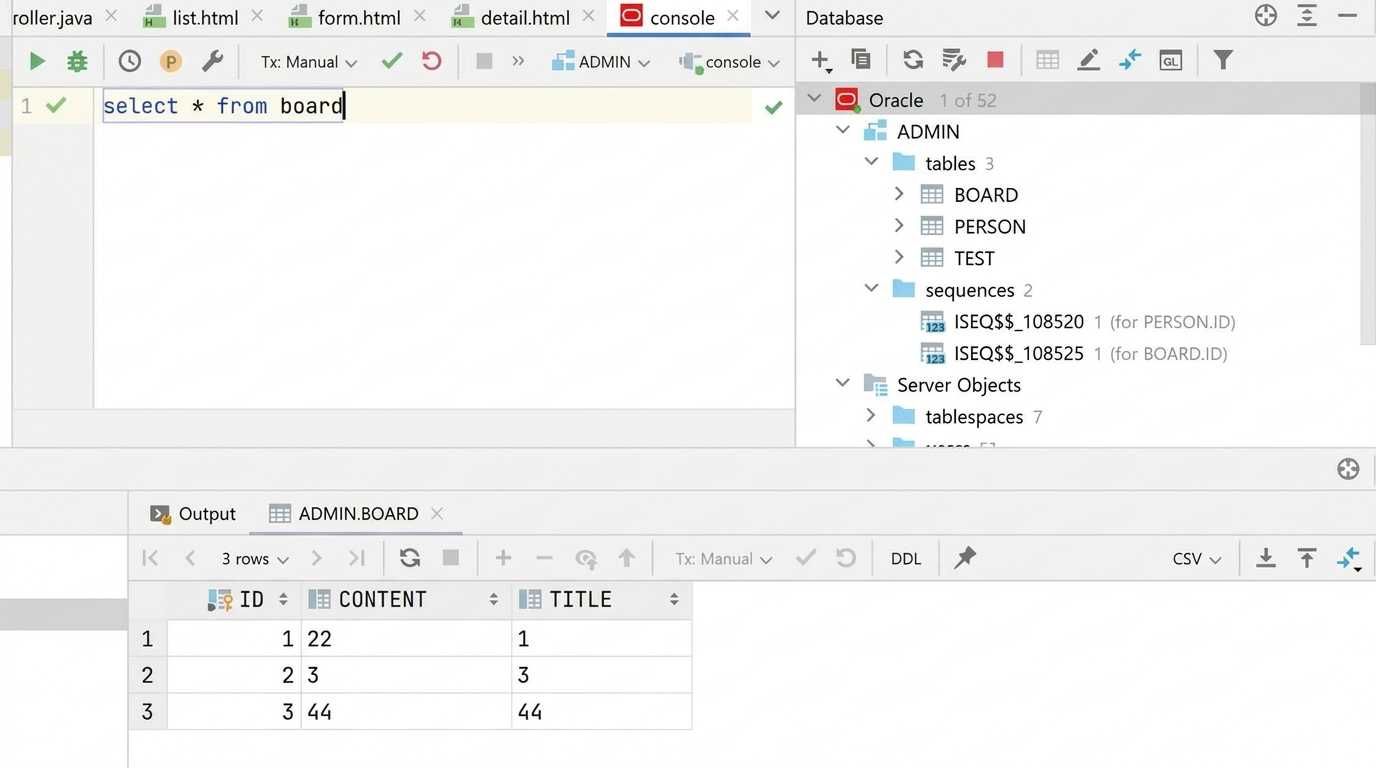 roller.java list.html form.html detail.html console Database
Tx: Manual ADMIN console
1 select * from board
Oracle 1 of 52
ADMIN
tables 3
BOARD
PERSON
TEST
sequences 2
ISEQ$$_108520 1 (for PERSON.ID)
ISEQ$$_108525 1 (for BOARD.ID)
Server Objects
tablespaces 7
Output ADMIN.BOARD
3 rows Tx: Manual DDL CSV
ID CONTENT TITLE
1 1 22 1
2 2 3 3
3 3 44 44